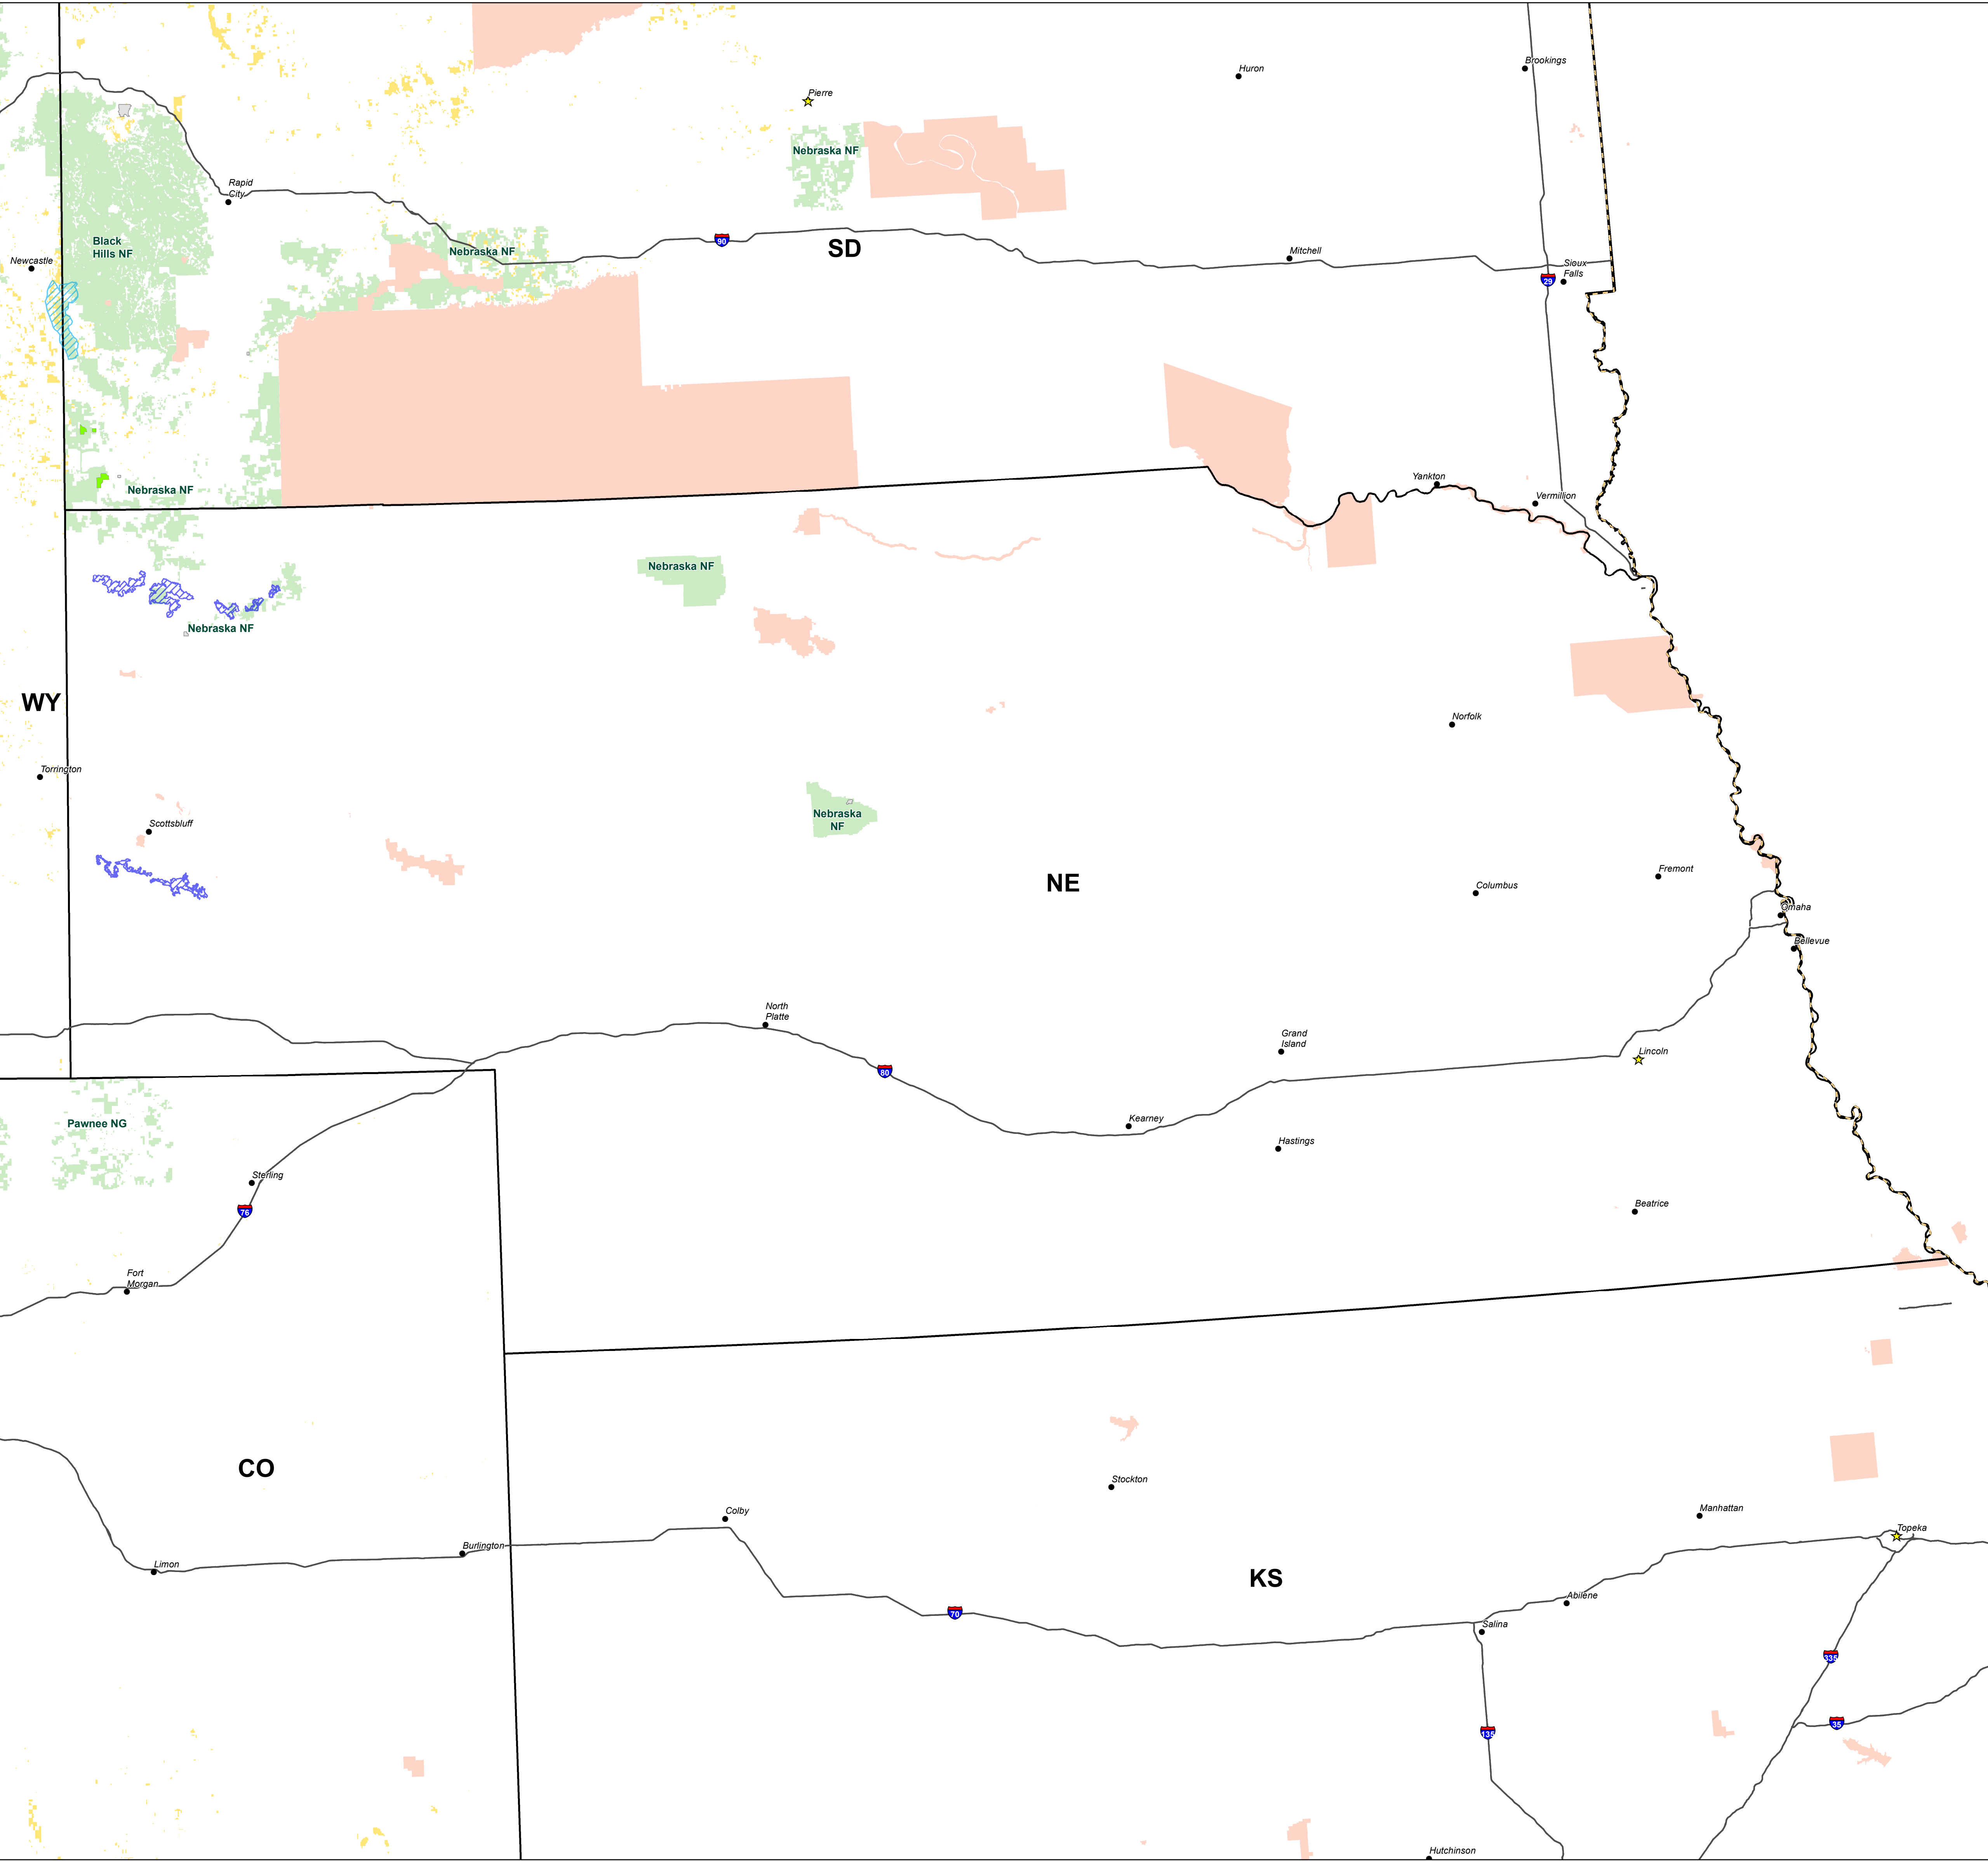 Brookings
Huron
Pierre
Nebraska NF
Rapid
City
Black
Hills NF
Newcastle
Nebraska NF
90
SD
Mitchell
Sioux
Falls
29
Nebraska NF
Yankton
Vermillion
Nebraska NF
Nebraska NF
WY
Norfolk
Torrington
Scottsbluff
Nebraska
NF
NE
Fremont
Columbus
Omaha
Bellevue
North
Platte
Grand
Island
Lincoln
80
Pawnee NG
Kearney
Hastings
Sterling
76
Beatrice
Fort
Morgan
CO
Stockton
Colby
Manhattan
Topeka
Burlington
Limon
KS
Abilene
70
Salina
335
135
35
Hutchinson